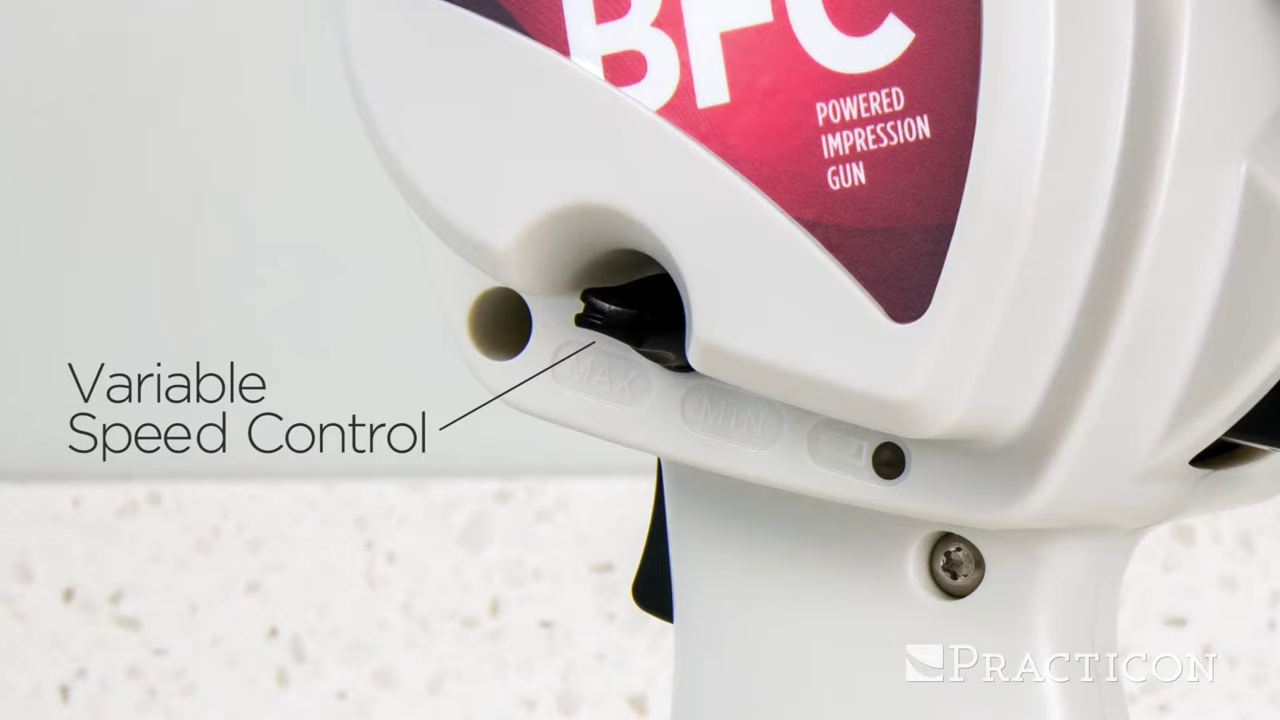 BFC
POWERED
IMPRESSION
GUN
Variable
Speed Control
MAX
MIN
PRACTICON